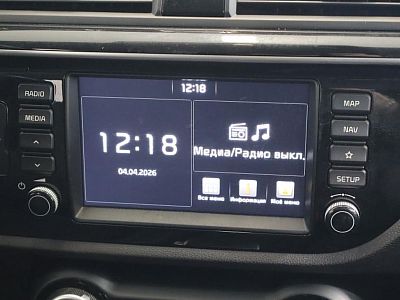 12:18
RADIO
MEDIA
12:18
04.04.2026
Медиа/Радио выкл.
Все меню
Информация
Моё меню
MAP
NAV
SETUP